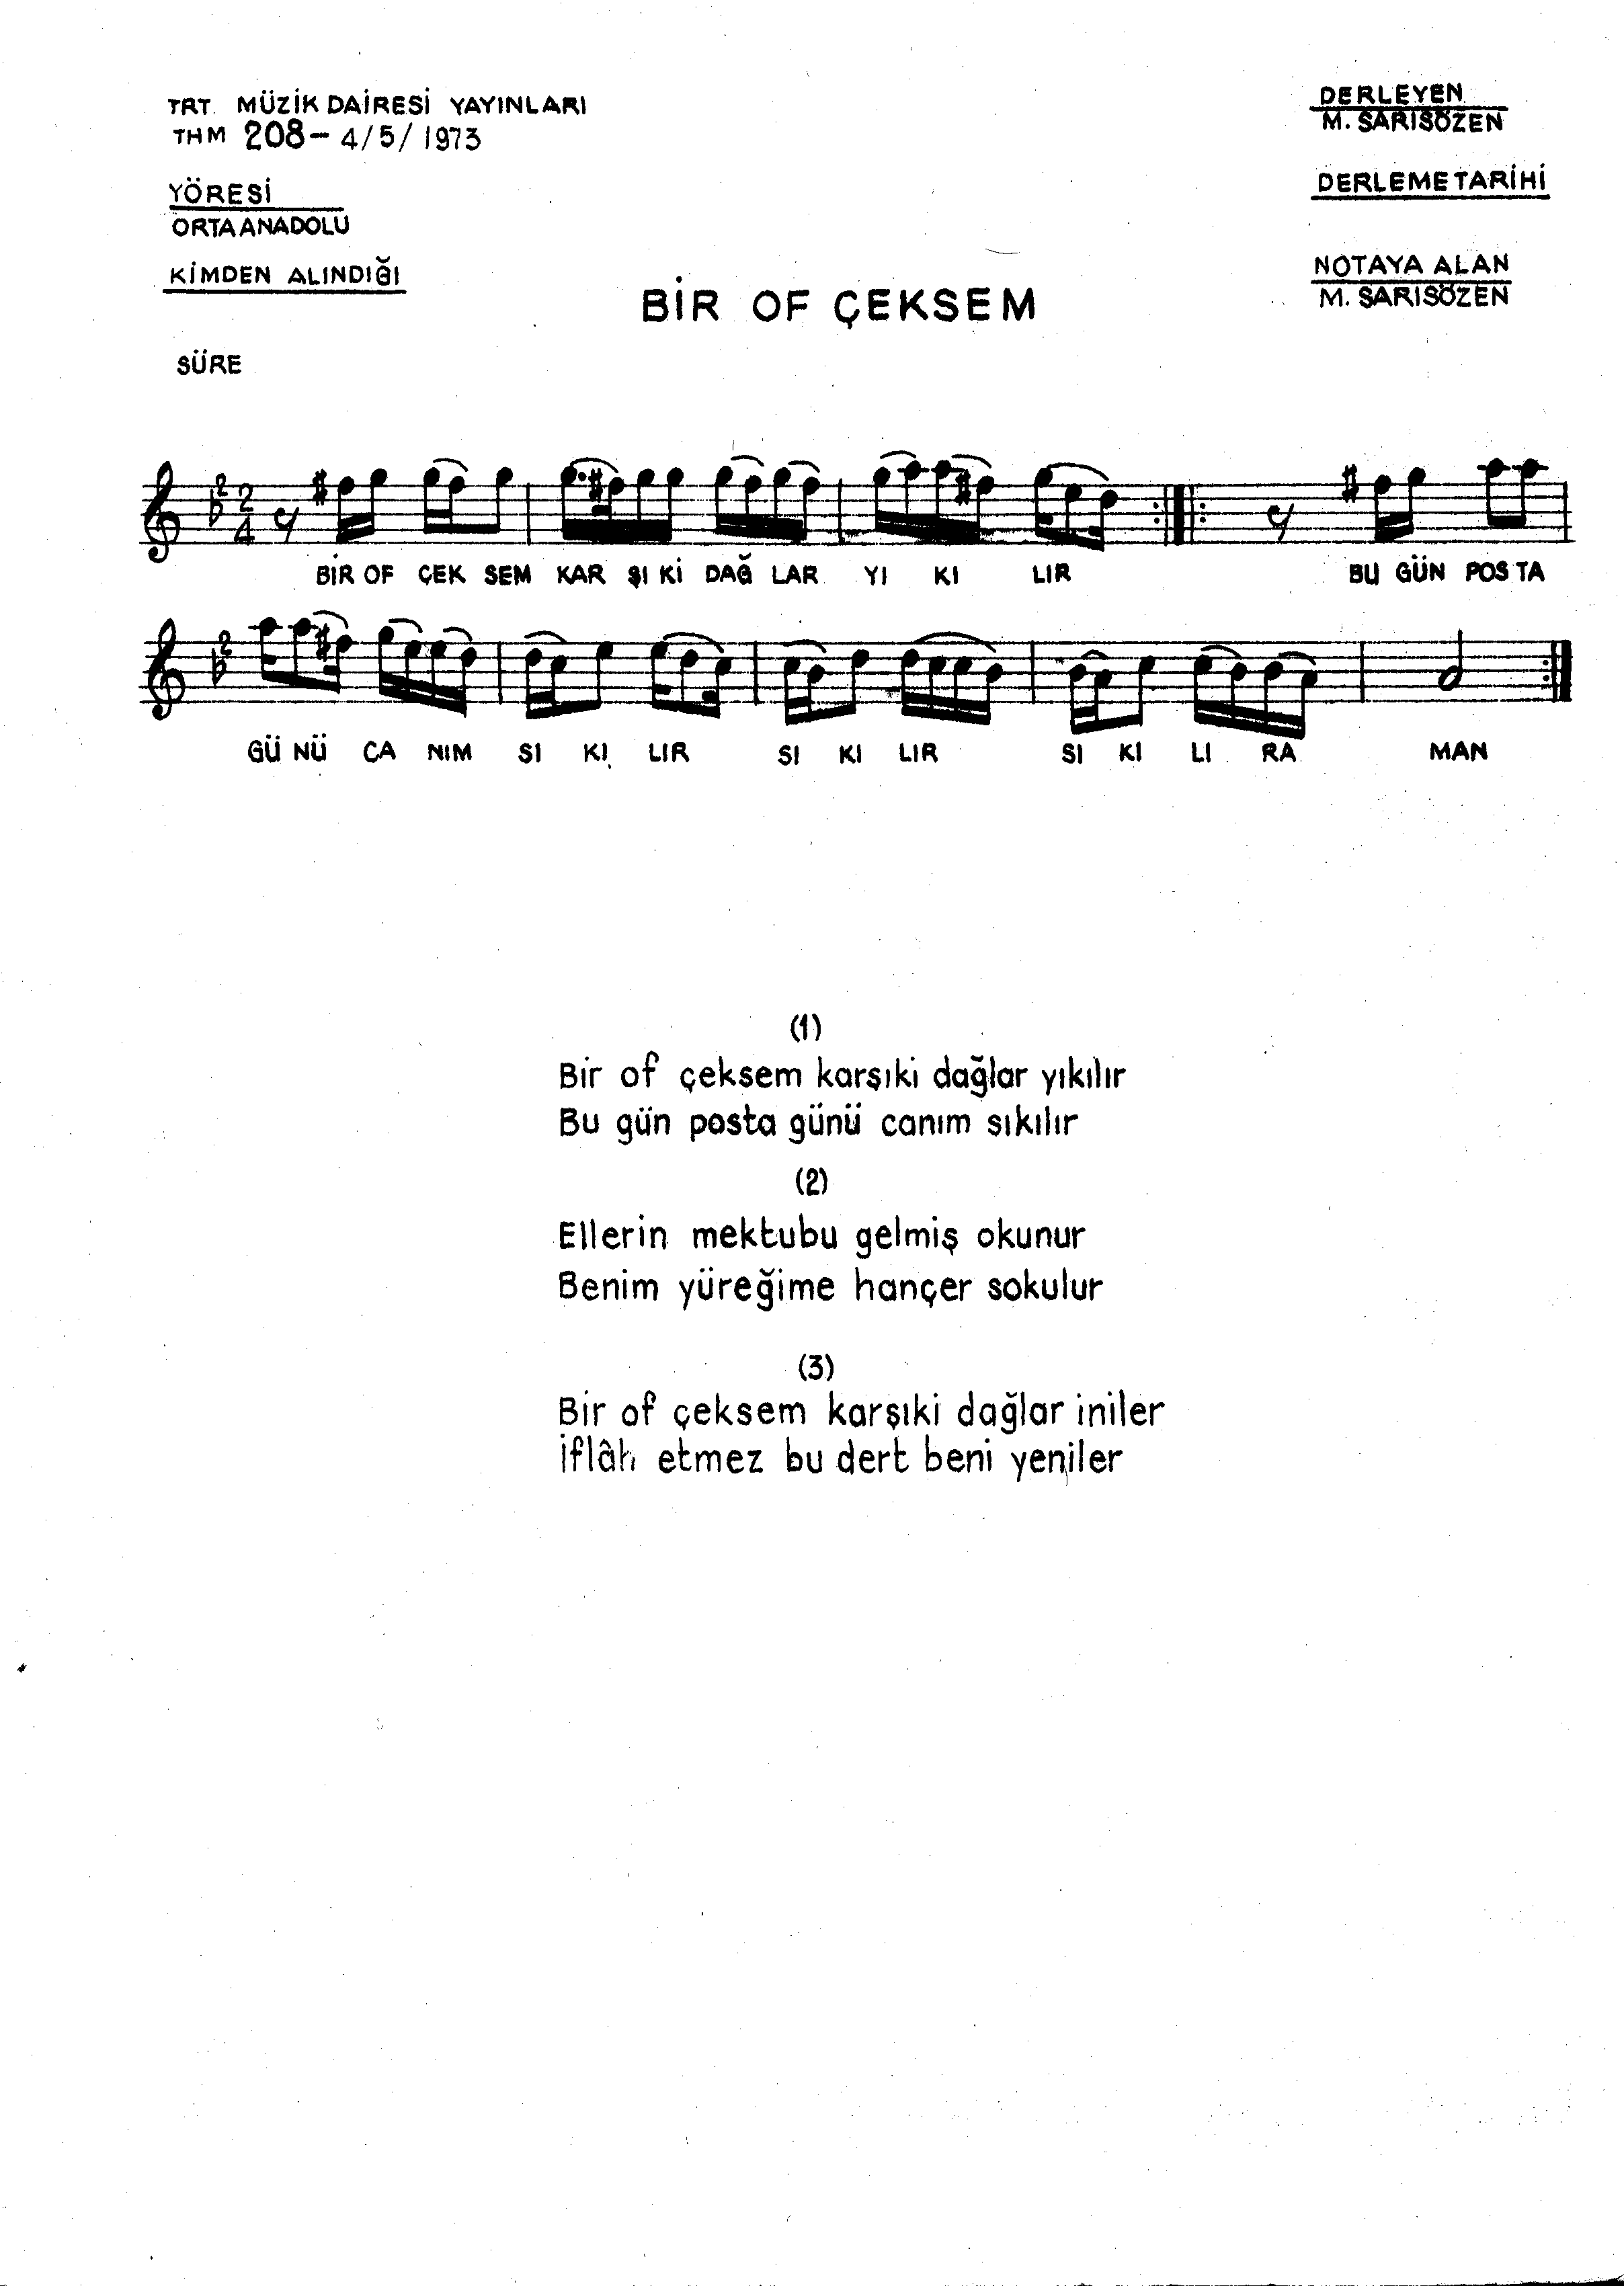 TRT. MÜZİK DAİRESİ YAYINLARI
THM 208 - 4/5/1973
YÖRESİ
ORTAANADOLU
KİMDEN ALINDIĞI
SÜRE
DERLEYEN
M. SARISÖZEN
DERLEME TARİHİ
NOTAYA ALAN
M. SARISÖZEN
BİR OF ÇEKSEM
2 2 4
BİR OF ÇEK SEM KAR ŞI Kİ DAĞ LAR YI KI LIR BU GÜN POS TA
2
GÜ NÜ CA NIM SI KI LIR SI KI LIR SI KI LI RA MAN
(1)
Bir of çeksem karşıki dağlar yıkılır
Bu gün posta günü canım sıkılır
(2)
Ellerin mektubu gelmiş okunur
Benim yüreğime hançer sokulur
(3)
Bir of çeksem karşıki dağlar iniler
İflâh etmez bu dert beni yeniler